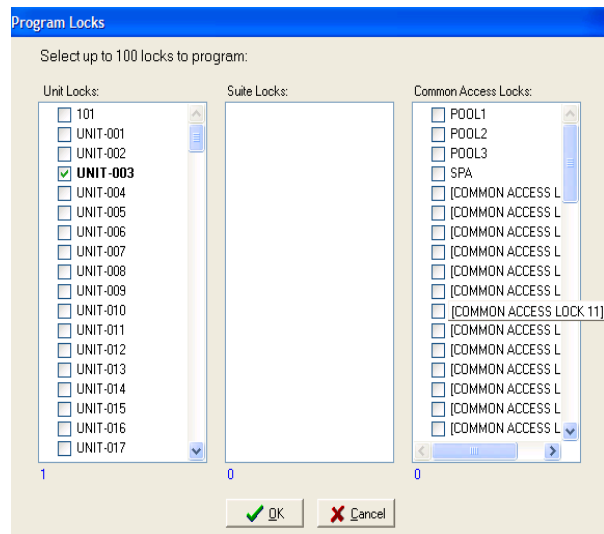 Program Locks
Select up to 100 locks to program:
Unit Locks:
101
UNIT-001
UNIT-002
UNIT-003
UNIT-004
UNIT-005
UNIT-006
UNIT-007
UNIT-008
UNIT-009
UNIT-010
UNIT-011
UNIT-012
UNIT-013
UNIT-014
UNIT-015
UNIT-016
UNIT-017
1
Suite Locks:
0
Common Access Locks:
POOL1
POOL2
POOL3
SPA
[COMMON ACCESS L
[COMMON ACCESS L
[COMMON ACCESS L
[COMMON ACCESS L
[COMMON ACCESS L
[COMMON ACCESS L
[COMMON ACCESS LOCK 11]
[COMMON ACCESS L
[COMMON ACCESS L
[COMMON ACCESS L
[COMMON ACCESS L
[COMMON ACCESS L
[COMMON ACCESS L
0
OK
Cancel